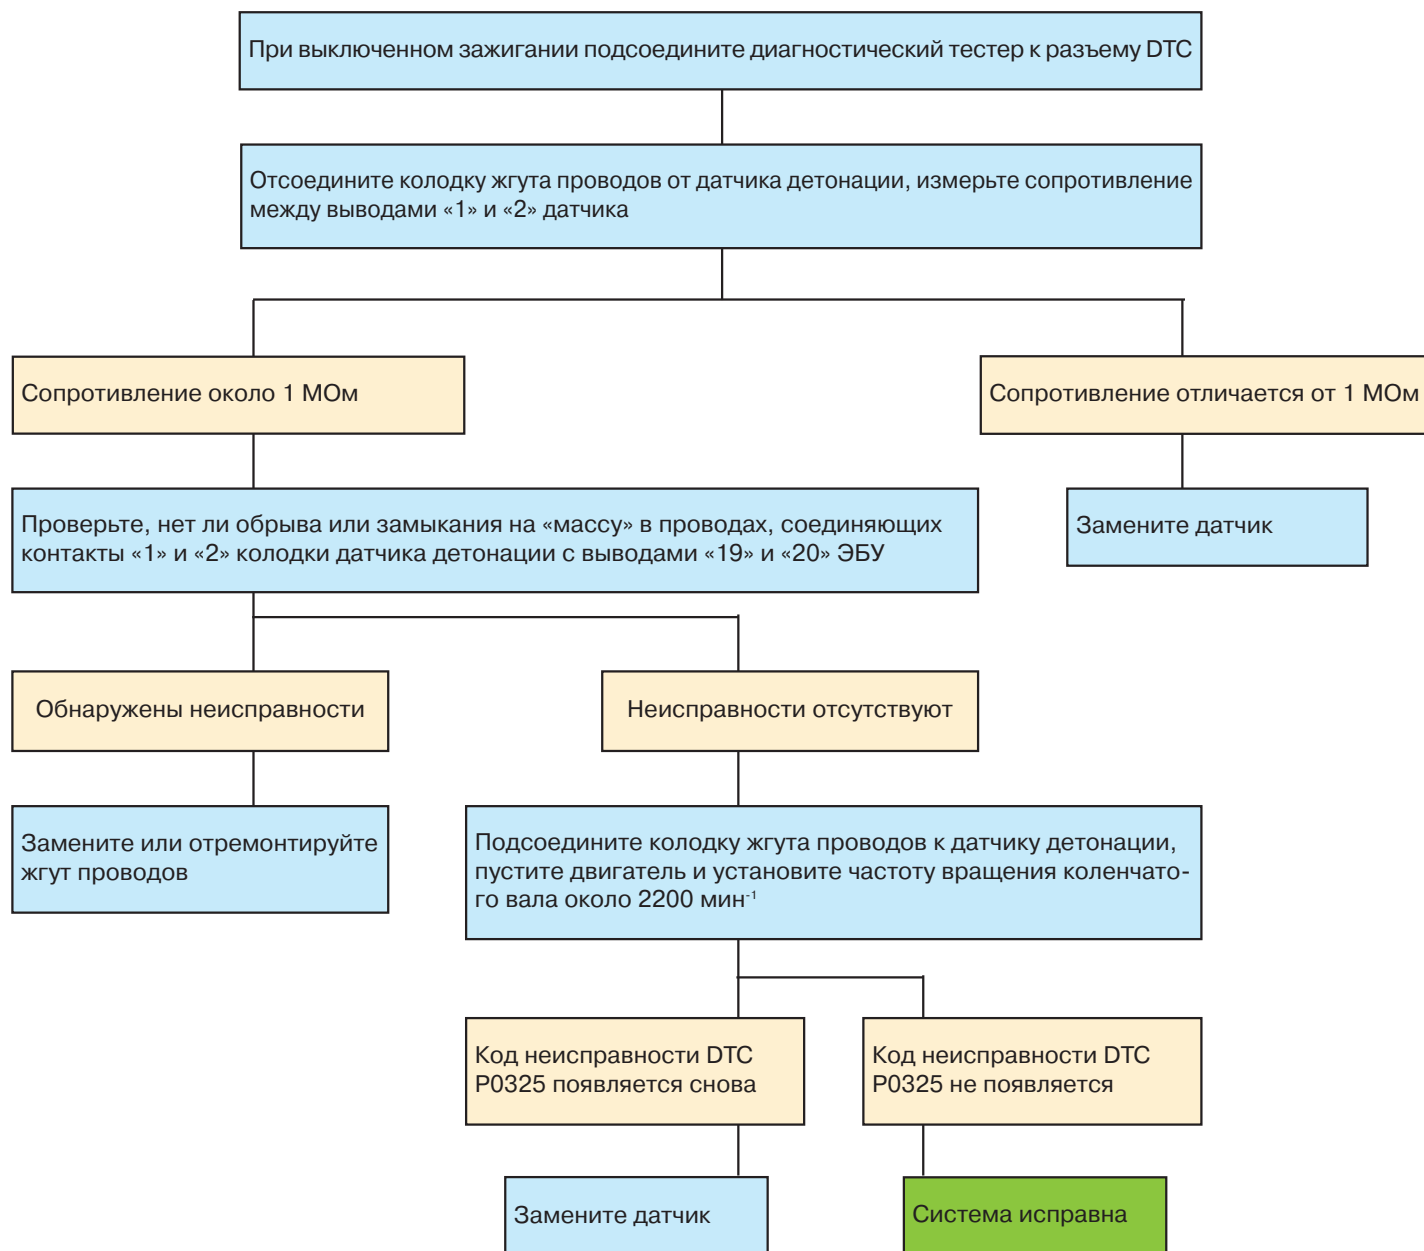 При выключенном зажигании подсоедините диагностический тестер к разъему DTC
Отсоедините колодку жгута проводов от датчика детонации, измерьте сопротивление
между выводами «1» и «2» датчика
Сопротивление около 1 МОм
Сопротивление отличается от 1 МОм
Проверьте, нет ли обрыва или замыкания на «массу» в проводах, соединяющих
контакты «1» и «2» колодки датчика детонации с выводами «19» и «20» ЭБУ
Замените датчик
Обнаружены неисправности
Неисправности отсутствуют
Замените или отремонтируйте
жгут проводов
Подсоедините колодку жгута проводов к датчику детонации,
пустите двигатель и установите частоту вращения коленчато-
го вала около 2200 мин⁻¹
Код неисправности DTC
P0325 появляется снова
Код неисправности DTC
P0325 не появляется
Замените датчик
Система исправна